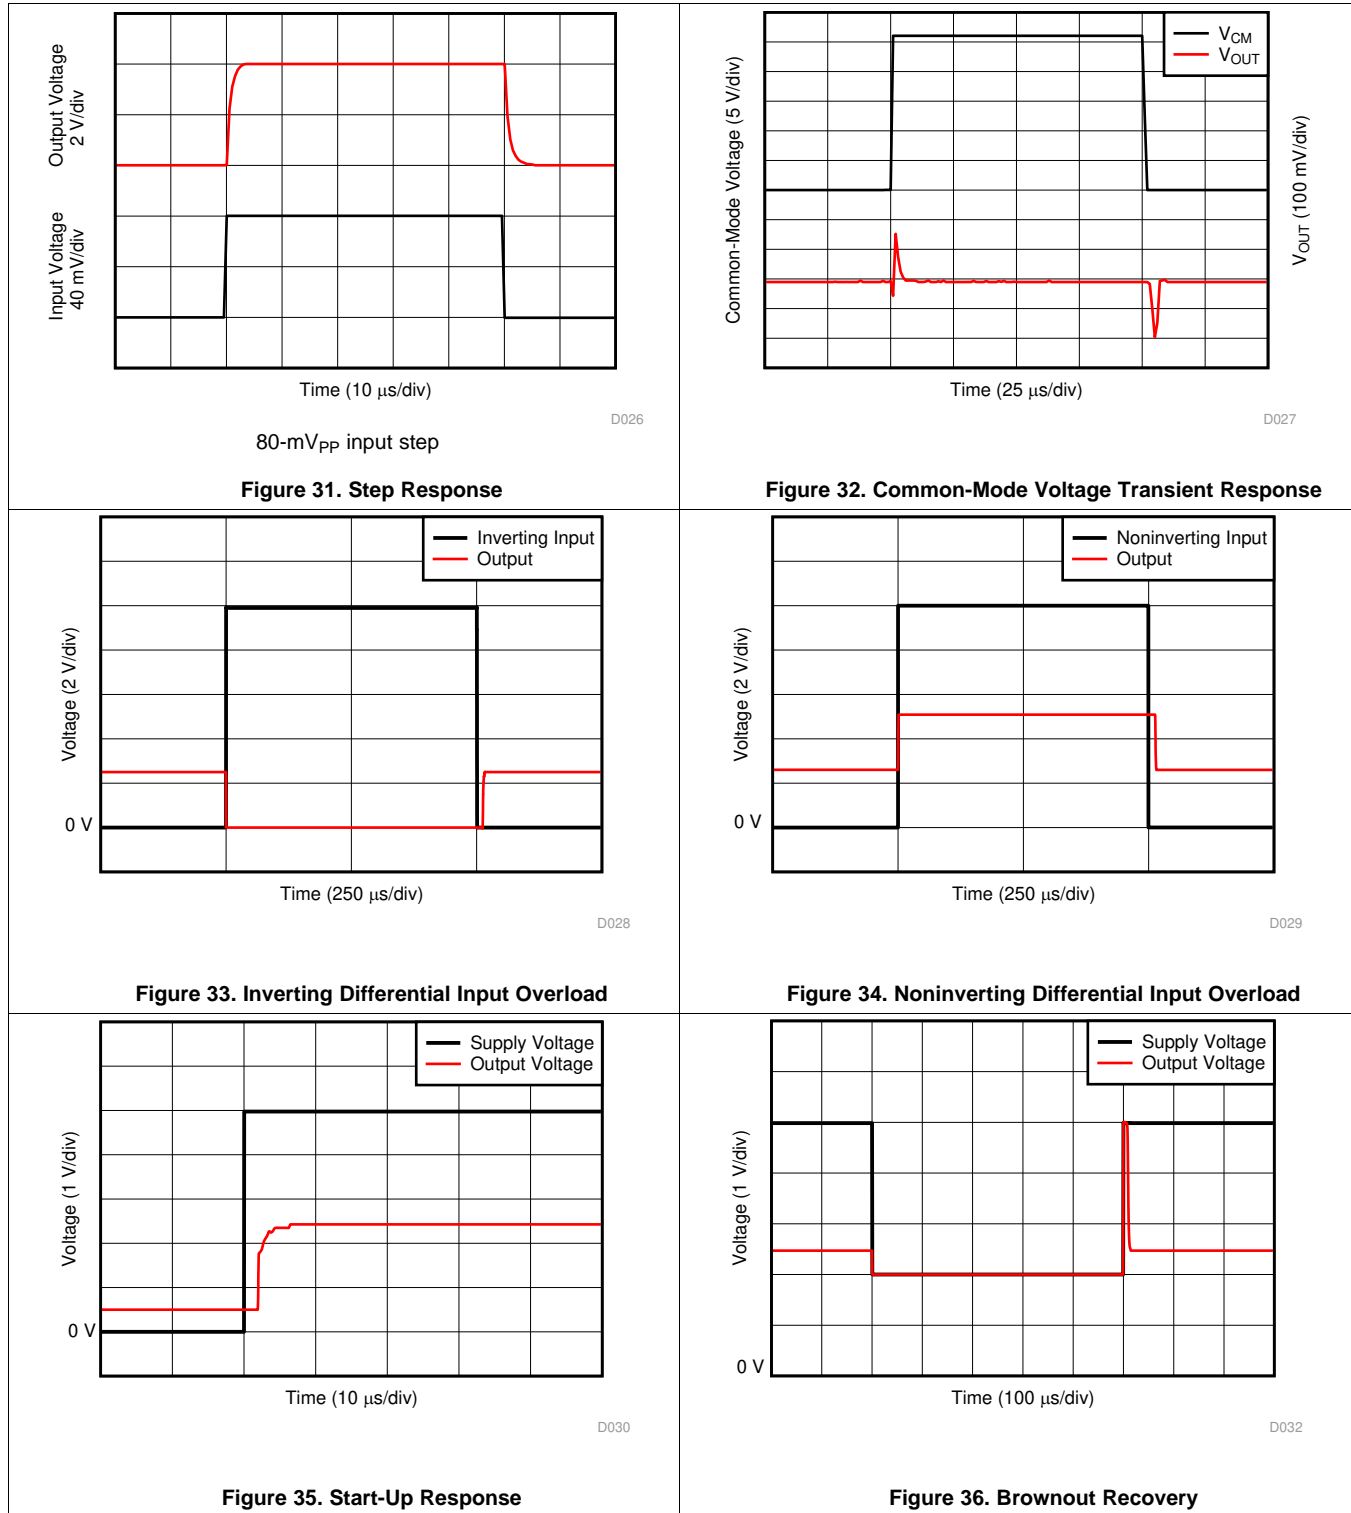 Output Voltage
2 V/div
Input Voltage
40 mV/div
Time (10 μs/div)
D026
80-mVPP input step
Figure 31. Step Response
VCM
VOUT
Common-Mode Voltage (5 V/div)
VOUT (100 mV/div)
Time (25 μs/div)
D027
Figure 32. Common-Mode Voltage Transient Response
Inverting Input
Output
Voltage (2 V/div)
0 V
Time (250 μs/div)
D028
Figure 33. Inverting Differential Input Overload
Noninverting Input
Output
Voltage (2 V/div)
0 V
Time (250 μs/div)
D029
Figure 34. Noninverting Differential Input Overload
Supply Voltage
Output Voltage
Voltage (1 V/div)
0 V
Time (10 μs/div)
D030
Figure 35. Start-Up Response
Supply Voltage
Output Voltage
Voltage (1 V/div)
0 V
Time (100 μs/div)
D032
Figure 36. Brownout Recovery